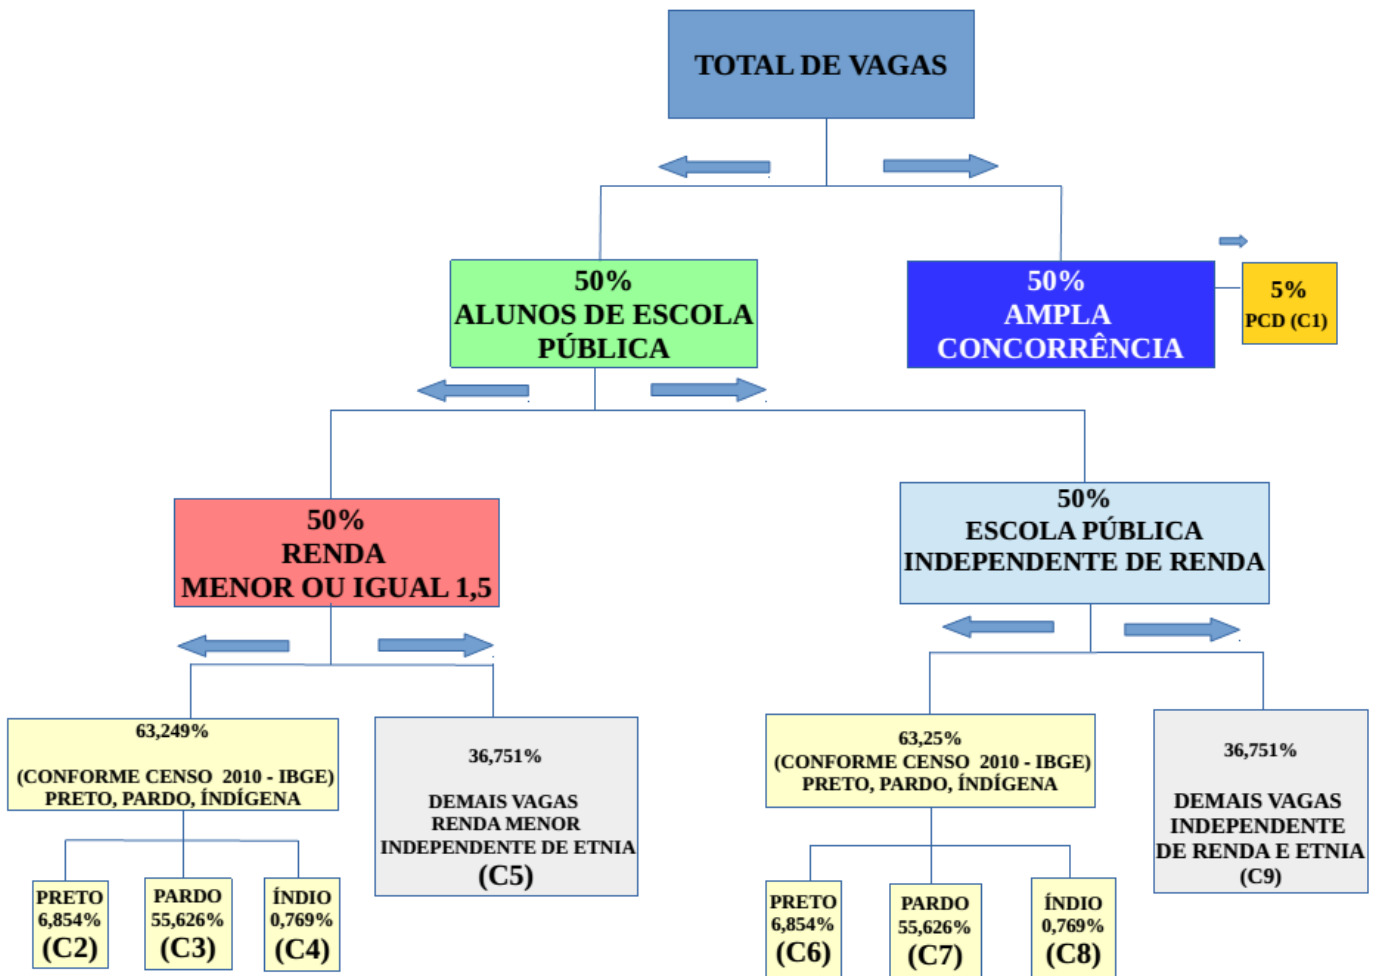 TOTAL DE VAGAS
50%
ALUNOS DE ESCOLA
PÚBLICA
50%
AMPLA
CONCORRÊNCIA
5%
PCD (C1)
50%
RENDA
MENOR OU IGUAL 1,5
50%
ESCOLA PÚBLICA
INDEPENDENTE DE RENDA
63,249%
(CONFORME CENSO 2010 - IBGE)
PRETO, PARDO, ÍNDÍGENA
36,751%
DEMAIS VAGAS
RENDA MENOR
INDEPENDENTE DE ETNIA
(C5)
63,25%
(CONFORME CENSO 2010 - IBGE)
PRETO, PARDO, ÍNDÍGENA
36,751%
DEMAIS VAGAS
INDEPENDENTE
DE RENDA E ETNIA
(C9)
PRETO
6,854%
(C2)
PARDO
55,626%
(C3)
ÍNDIO
0,769%
(C4)
PRETO
6,854%
(C6)
PARDO
55,626%
(C7)
ÍNDIO
0,769%
(C8)